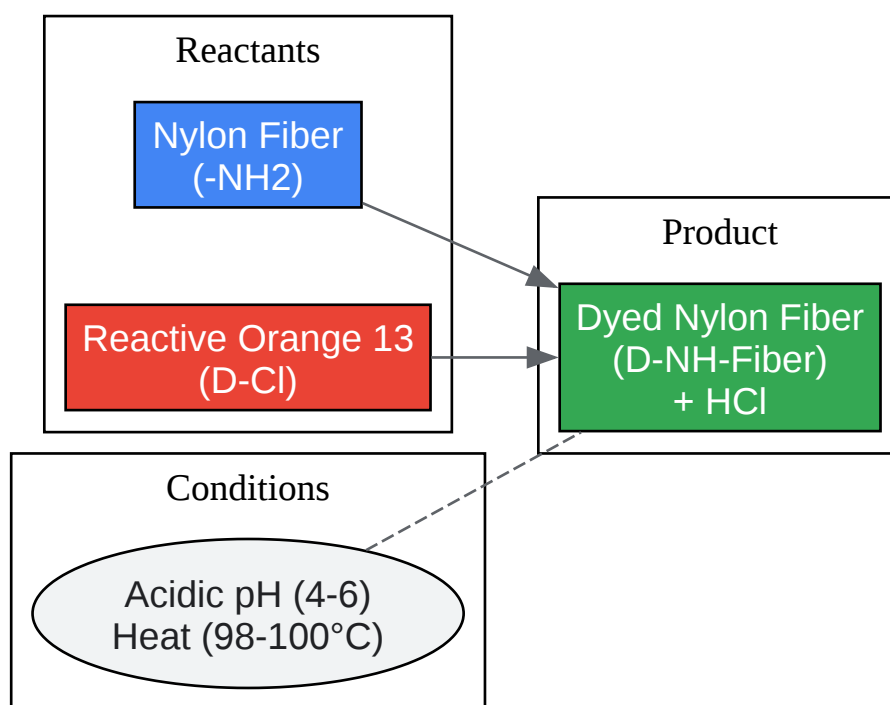 Reactants
Nylon Fiber
(-NH2)
Reactive Orange 13
(D-Cl)
Product
Dyed Nylon Fiber
(D-NH-Fiber)
+ HCl
Conditions
Acidic pH (4-6)
Heat (98-100°C)